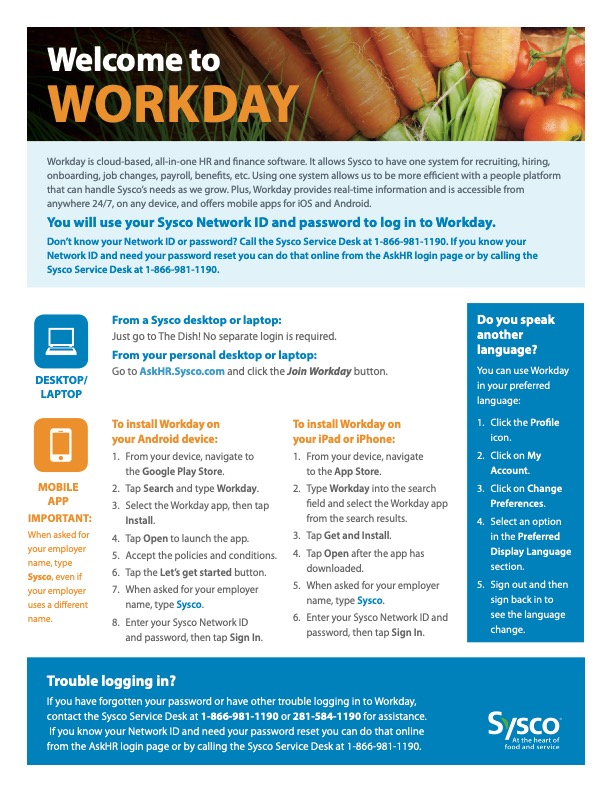 Welcome to
WORKDAY
Workday is cloud-based, all-in-one HR and finance software. It allows Sysco to have one system for recruiting, hiring,
onboarding, job changes, payroll, benefits, etc. Using one system allows us to be more efficient with a people platform
that can handle Sysco's needs as we grow. Plus, Workday provides real-time information and is accessible from
anywhere 24/7, on any device, and offers mobile apps for iOS and Android.
You will use your Sysco Network ID and password to log in to Workday.
Don't know your Network ID or password? Call the Sysco Service Desk at 1-866-981-1190. If you know your
Network ID and need your password reset you can do that online from the AskHR login page or by calling the
Sysco Service Desk at 1-866-981-1190.
DESKTOP/
LAPTOP
From a Sysco desktop or laptop:
Just go to The Dish! No separate login is required.
From your personal desktop or laptop:
Go to AskHR.Sysco.com and click the Join Workday button.
MOBILE
APP
IMPORTANT:
When asked for
your employer
name, type
Sysco, even if
your employer
uses a different
name.
To install Workday on
your Android device:
1. From your device, navigate to
the Google Play Store.
2. Tap Search and type Workday.
3. Select the Workday app, then tap
Install.
4. Tap Open to launch the app.
5. Accept the policies and conditions.
6. Tap the Let's get started button.
7. When asked for your employer
name, type Sysco.
8. Enter your Sysco Network ID
and password, then tap Sign In.
To install Workday on
your iPad or iPhone:
1. From your device, navigate
to the App Store.
2. Type Workday into the search
field and select the Workday app
from the search results.
3. Tap Get and Install.
4. Tap Open after the app has
downloaded.
5. When asked for your employer
name, type Sysco.
6. Enter your Sysco Network ID and
password, then tap Sign In.
Do you speak
another
language?
You can use Workday
in your preferred
language:
1. Click the Profile
icon.
2. Click on My
Account.
3. Click on Change
Preferences.
4. Select an option
in the Preferred
Display Language
section.
5. Sign out and then
sign back in to
see the language
change.
Trouble logging in?
If you have forgotten your password or have other trouble logging in to Workday,
contact the Sysco Service Desk at 1-866-981-1190 or 281-584-1190 for assistance.
If you know your Network ID and need your password reset you can do that online
from the AskHR login page or by calling the Sysco Service Desk at 1-866-981-1190.
Sysco
At the heart of
food and service